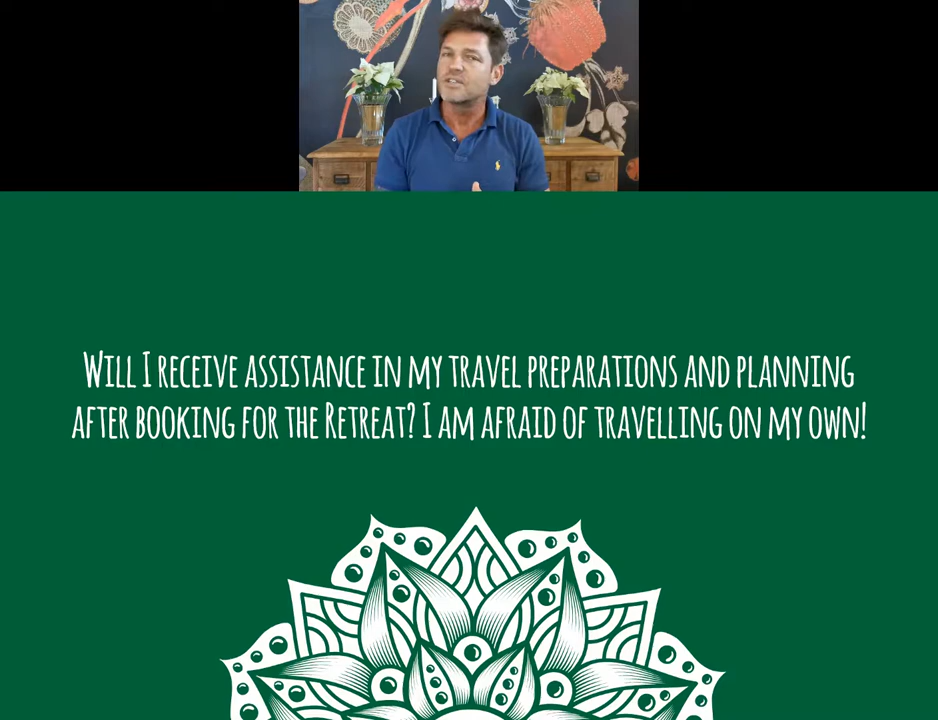 Will I receive assistance in my travel preparations and planning
after booking for the Retreat? I am afraid of travelling on my own!